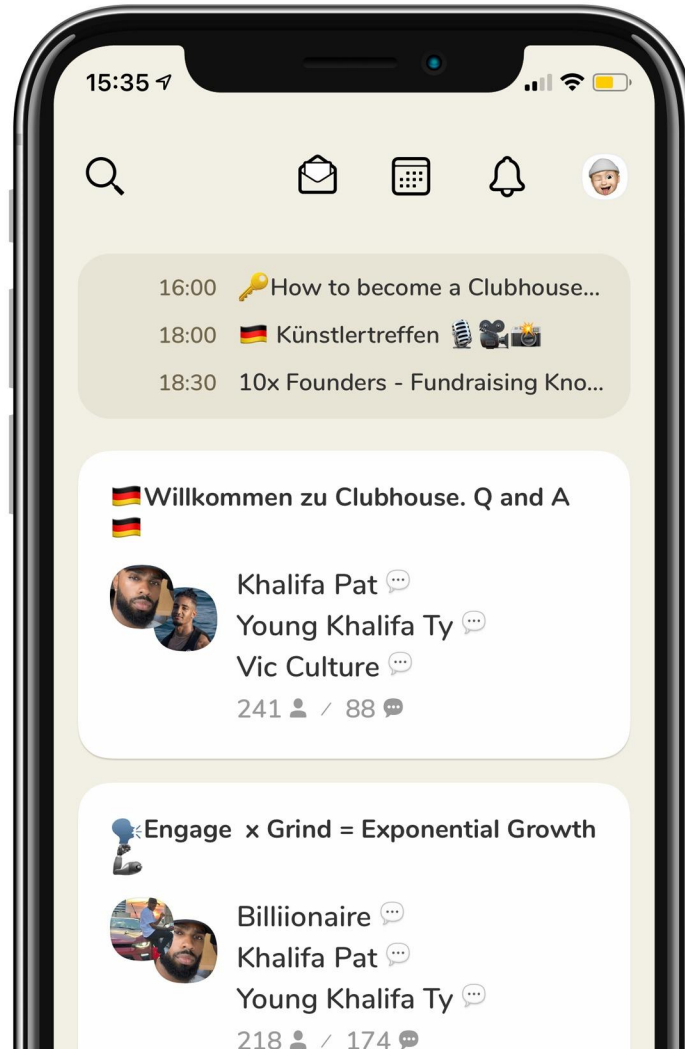 15:35
16:00 🔑How to become a Clubhouse...
18:00 🇩🇪 Künstlertreffen 🎙️🎥📸
18:30 10x Founders - Fundraising Kno...
🇩🇪Willkommen zu Clubhouse. Q and A
🇩🇪
Khalifa Pat 💬
Young Khalifa Ty 💬
Vic Culture 💬
241 / 88
🗣️Engage x Grind = Exponential Growth
🦾
Billiionaire 💬
Khalifa Pat 💬
Young Khalifa Ty 💬
218 / 174